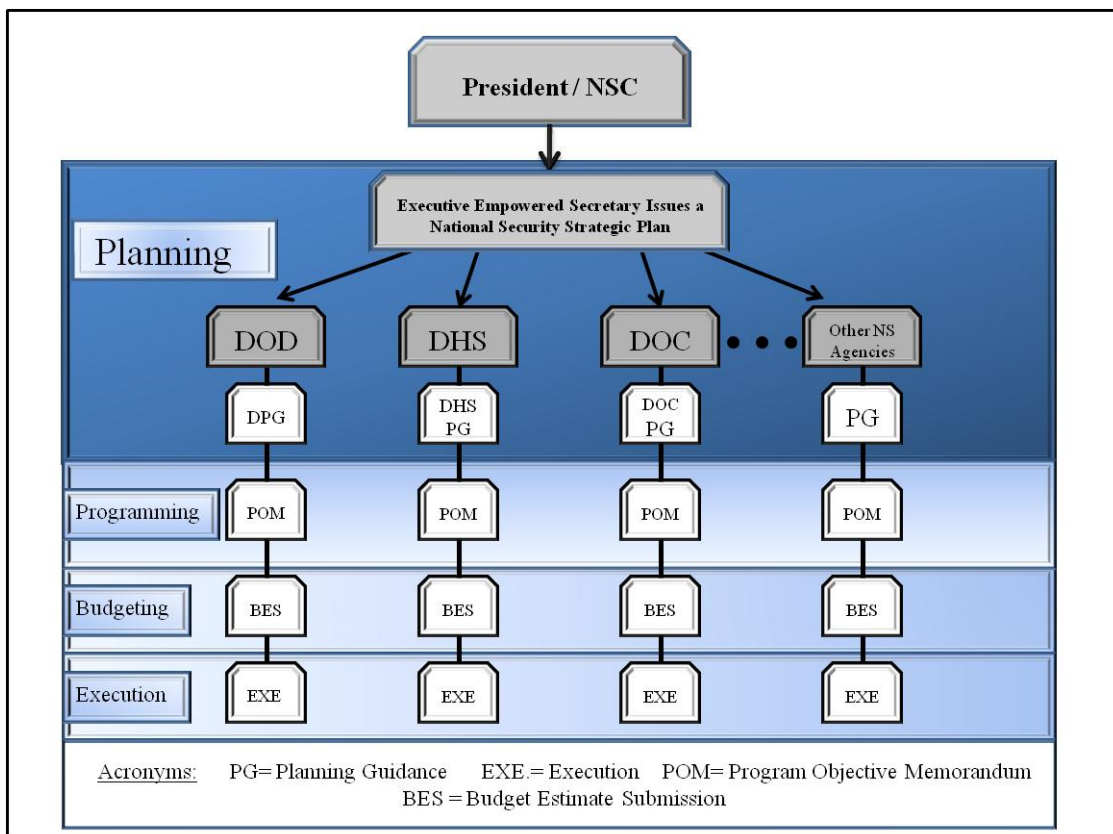 President / NSC
Executive Empowered Secretary Issues a
National Security Strategic Plan
Planning
DOD
DHS
DOC
Other NS
Agencies
DPG
DHS
PG
DOC
PG
PG
Programming
POM
POM
POM
POM
Budgeting
BES
BES
BES
BES
Execution
EXE
EXE
EXE
EXE
Acronyms: PG= Planning Guidance EXE.= Execution POM= Program Objective Memorandum
BES = Budget Estimate Submission